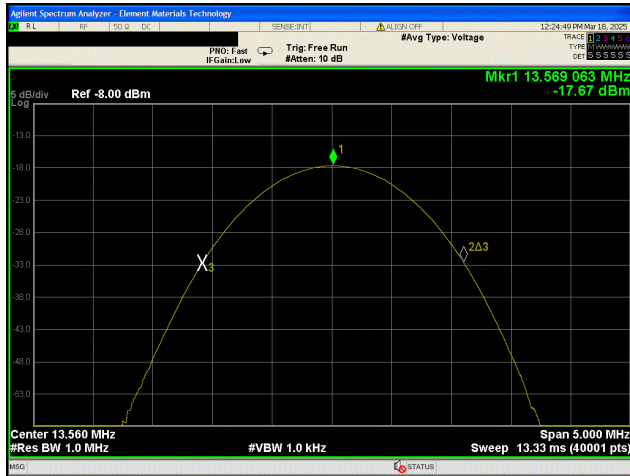 Agilent Spectrum Analyzer - Element Materials Technology
RL RF 50 Ω DC SENSE:INT ALIGN OFF 12:24:49 PM Mar 18, 2025
#Avg Type: Voltage
TRACE 1 2 3 4 5 6
PNO: Fast Trig: Free Run TYPE M WWWWW
IFGain:Low #Atten: 10 dB DET S S S S S S
Mkr1 13.569 063 MHz
5 dB/div Ref -8.00 dBm -17.67 dBm
Log
1
-13.0
-18.0
-23.0
-28.0
2Δ3
-33.0
3
-38.0
-43.0
-48.0
-53.0
Center 13.560 MHz Span 5.000 MHz
#Res BW 1.0 MHz #VBW 1.0 kHz Sweep 13.33 ms (40001 pts)
MSG STATUS